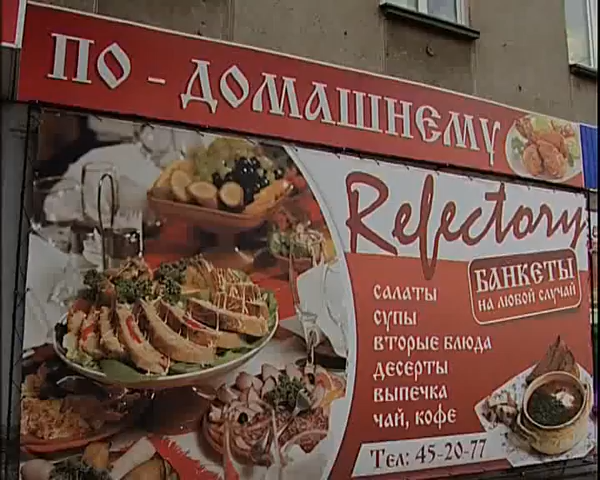 ПО - ДОМАШНЕМУ
Refectory
БАНКЕТЫ
НА ЛЮБОЙ СЛУЧАЙ
САЛАТЫ
СУПЫ
ВТОРЫЕ БЛЮДА
ДЕСЕРТЫ
ВЫПЕЧКА
ЧАЙ, КОФЕ
Тел: 45-20-77